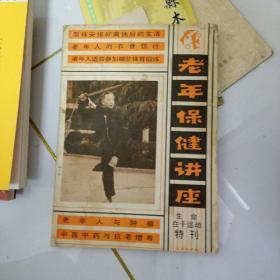 怎样安排好离休后的生活
老年人的衣食住行
老年人适宜参加哪些体育锻炼
老年保健讲座
生命
在于运动
特刊
老年人与肿瘤
中医中药与抗老增寿